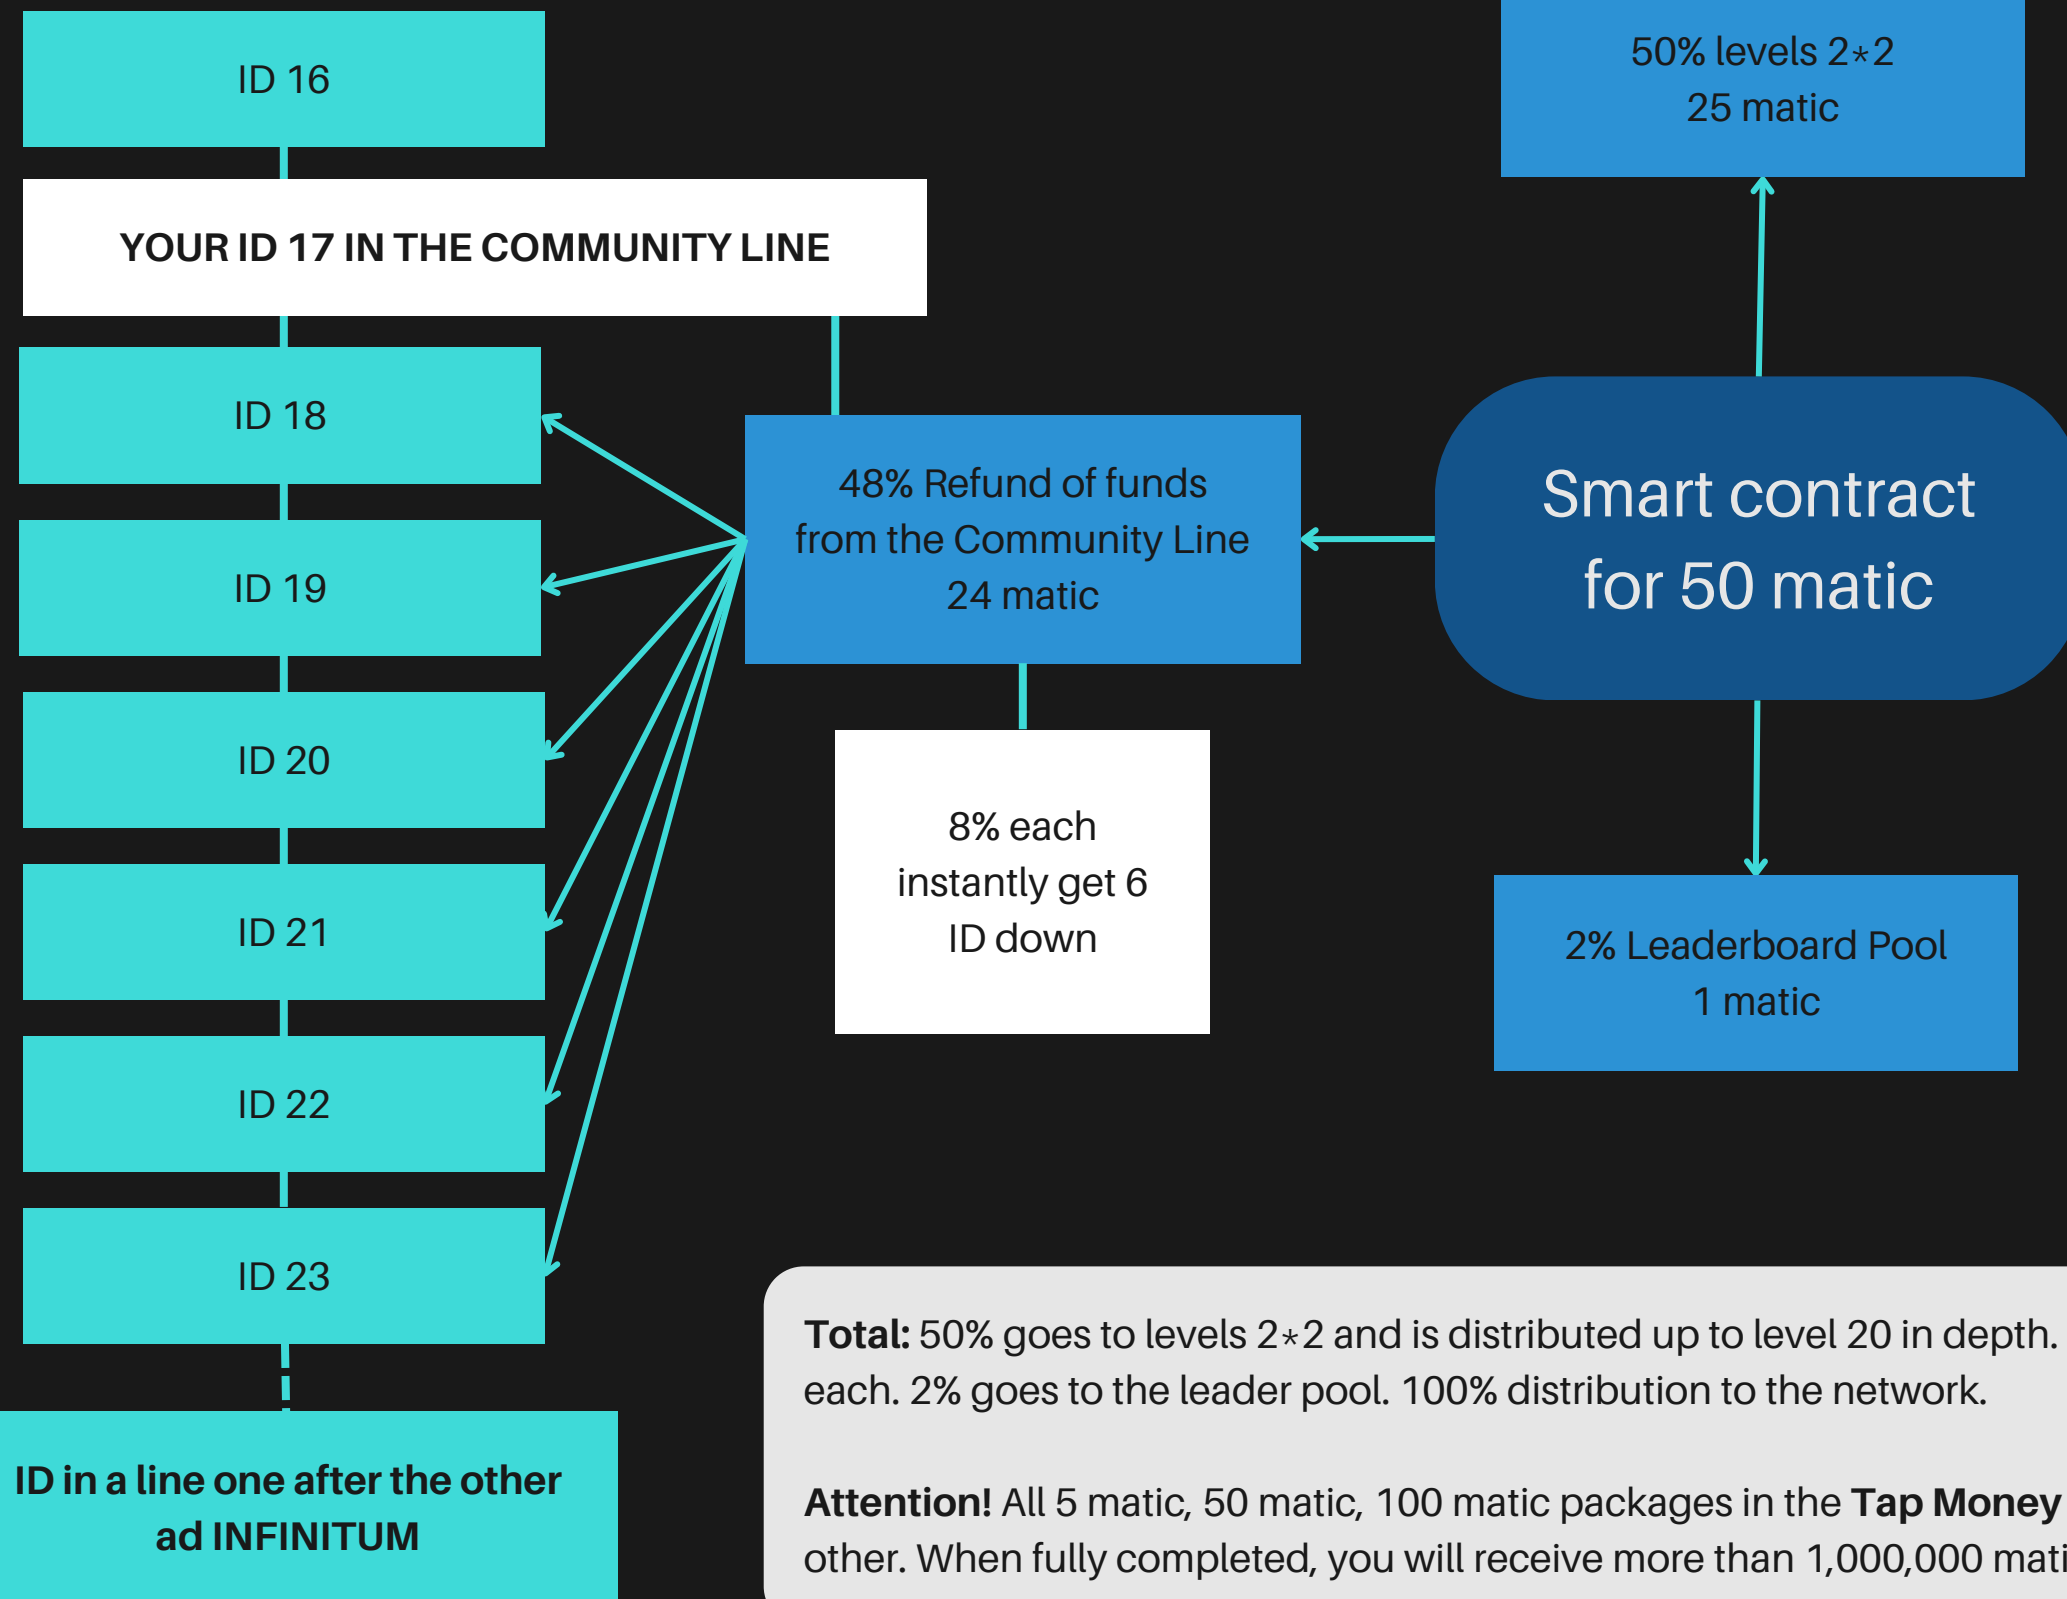 ID 16
YOUR ID 17 IN THE COMMUNITY LINE
ID 18
ID 19
ID 20
ID 21
ID 22
ID 23
ID in a line one after the other
ad INFINITUM
48% Refund of funds
from the Community Line
24 matic
8% each
instantly get 6
ID down
50% levels 2*2
25 matic
Smart contract
for 50 matic
2% Leaderboard Pool
1 matic
Total: 50% goes to levels 2*2 and is distributed up to level 20 in depth.
each. 2% goes to the leader pool. 100% distribution to the network.
Attention! All 5 matic, 50 matic, 100 matic packages in the Tap Money
other. When fully completed, you will receive more than 1,000,000 mati